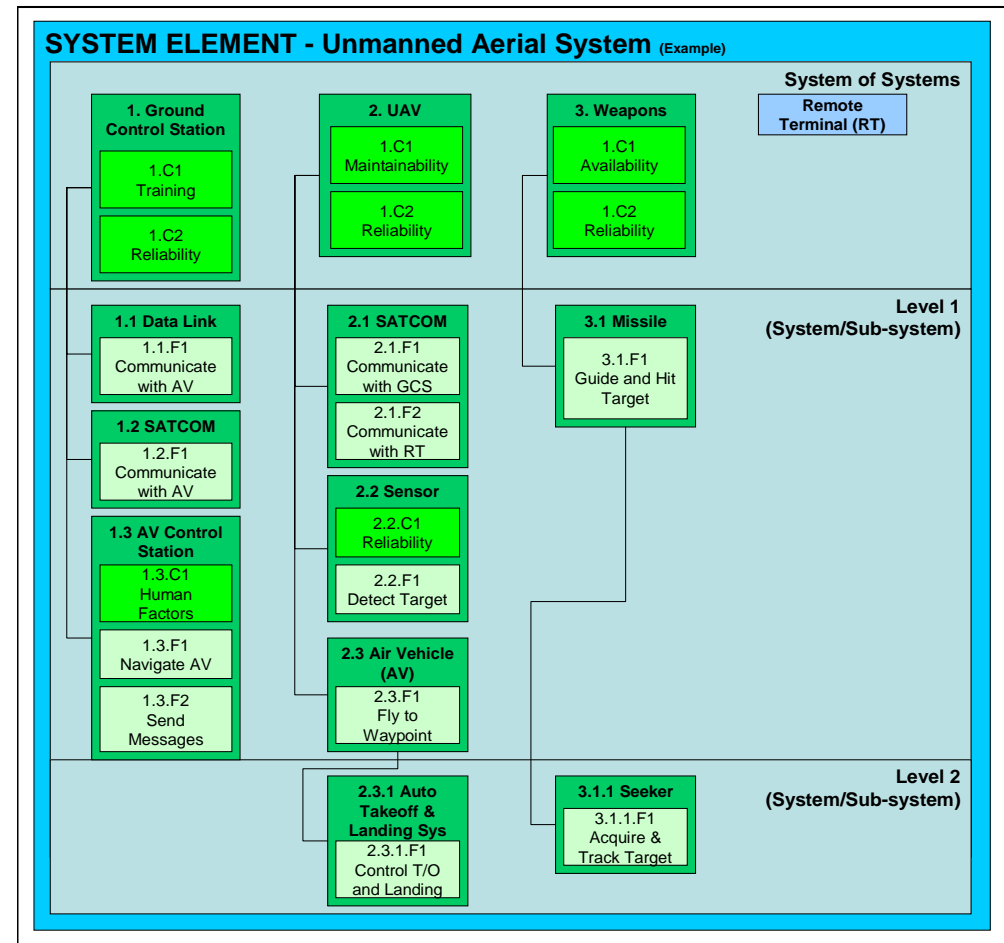 SYSTEM ELEMENT - Unmanned Aerial System (Example)
System of Systems
1. Ground
Control Station
1.C1
Training
1.C2
Reliability
2. UAV
1.C1
Maintainability
1.C2
Reliability
3. Weapons
1.C1
Availability
1.C2
Reliability
Remote
Terminal (RT)
Level 1
(System/Sub-system)
1.1 Data Link
1.1.F1
Communicate
with AV
1.2 SATCOM
1.2.F1
Communicate
with AV
1.3 AV Control
Station
1.3.C1
Human
Factors
1.3.F1
Navigate AV
1.3.F2
Send
Messages
2.1 SATCOM
2.1.F1
Communicate
with GCS
2.1.F2
Communicate
with RT
2.2 Sensor
2.2.C1
Reliability
2.2.F1
Detect Target
2.3 Air Vehicle
(AV)
2.3.F1
Fly to
Waypoint
3.1 Missile
3.1.F1
Guide and Hit
Target
Level 2
(System/Sub-system)
2.3.1 Auto
Takeoff &
Landing Sys
2.3.1.F1
Control T/O
and Landing
3.1.1 Seeker
3.1.1.F1
Acquire &
Track Target